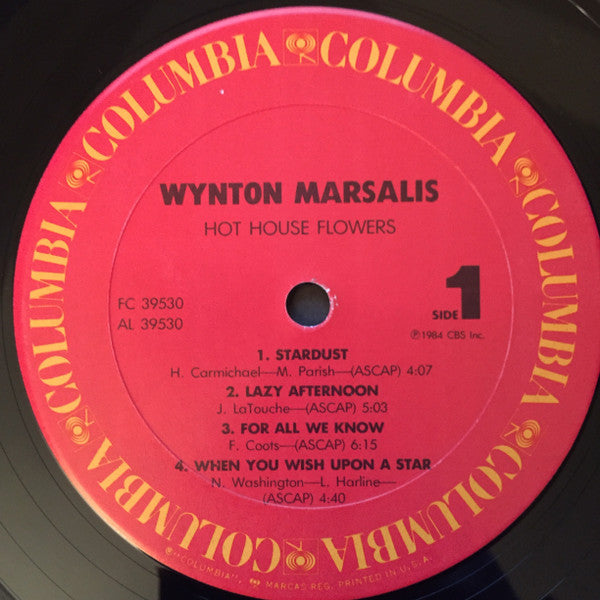 COLUMBIA COLUMBIA COLUMBIA COLUMBIA COLUMBIA COLUMBIA
WYNTON MARSALIS
HOT HOUSE FLOWERS
FC 39530
AL 39530
SIDE 1
℗1984 CBS Inc.
1. STARDUST
H. Carmichael—M. Parish—(ASCAP) 4:07
2. LAZY AFTERNOON
J. LaTouche—(ASCAP) 5:03
3. FOR ALL WE KNOW
F. Coots—(ASCAP) 6:15
4. WHEN YOU WISH UPON A STAR
N. Washington—L. Harline—
(ASCAP) 4:40
"COLUMBIA", MARCAS REG. PRINTED IN U.S.A.